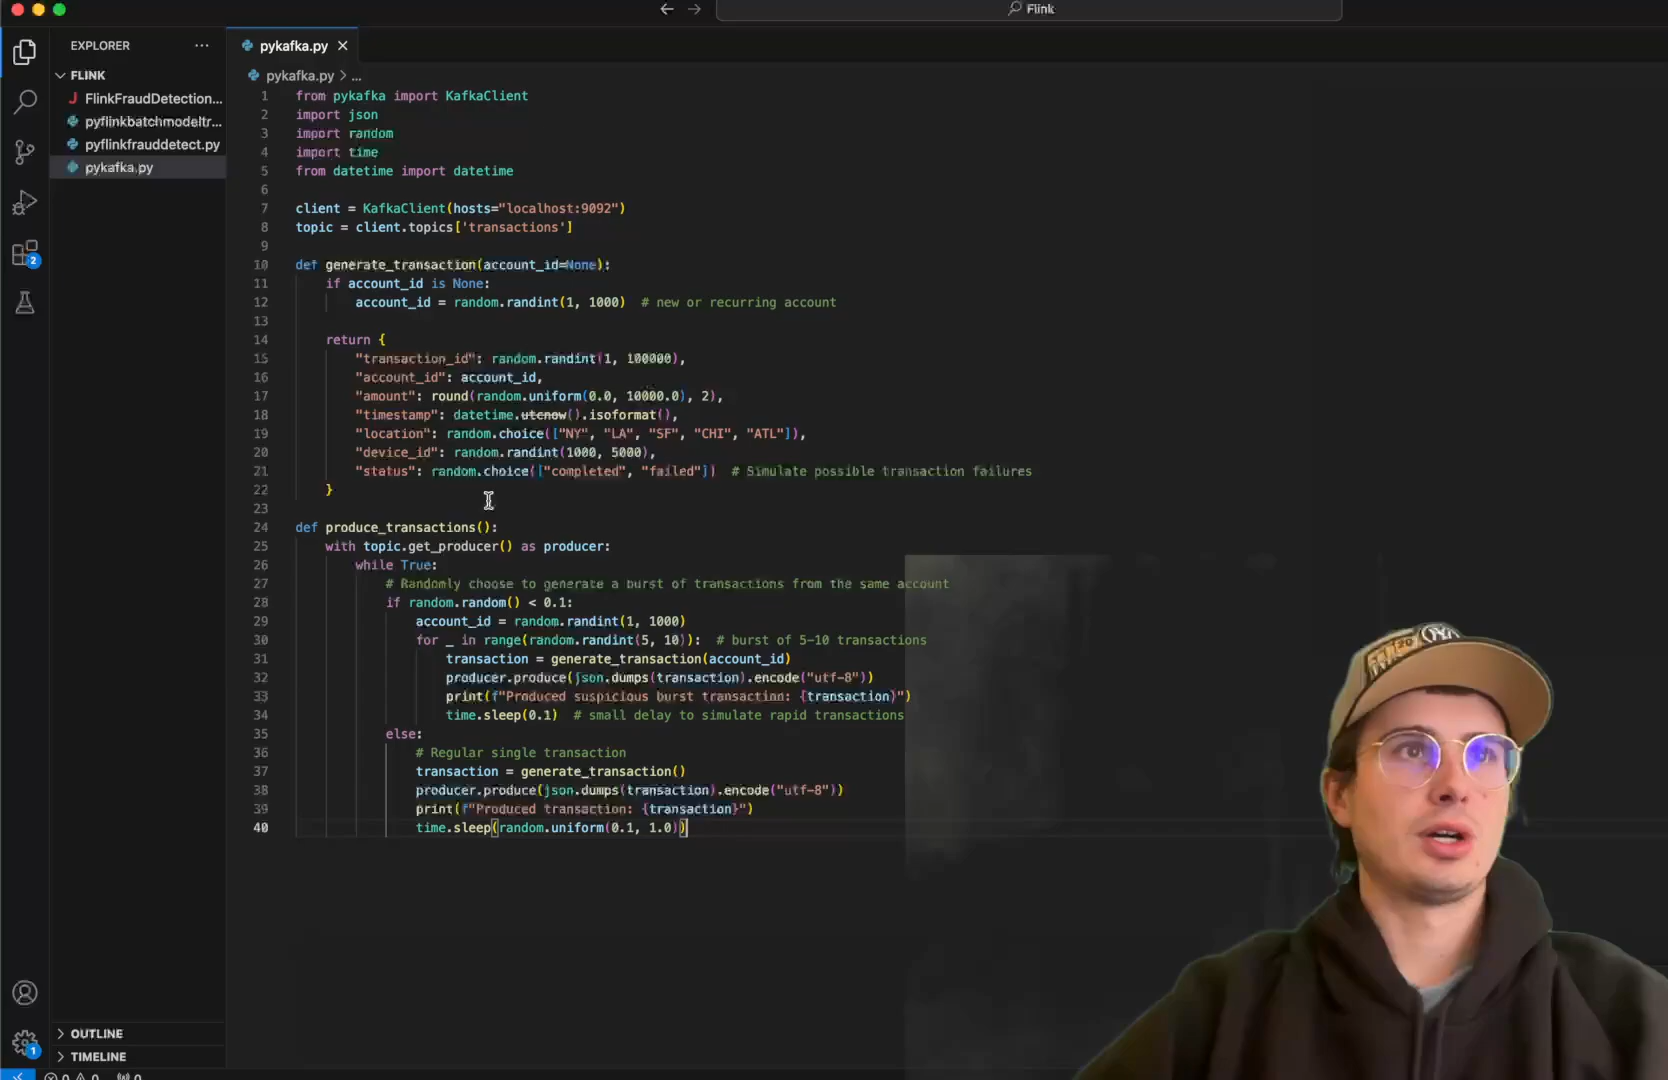 Flink
EXPLORER ...
FLINK
FlinkFraudDetection...
pyflinkbatchmodeltr...
pyflinkfrauddetect.py
pykafka.py
pykafka.py
pykafka.py > ...
1 from pykafka import KafkaClient
2 import json
3 import random
4 import time
5 from datetime import datetime
6
7 client = KafkaClient(hosts="localhost:9092")
8 topic = client.topics['transactions']
9
10 def generate_transaction(account_id=None):
11 if account_id is None:
12 account_id = random.randint(1, 1000) # new or recurring account
13
14 return {
15 "transaction_id": random.randint(1, 100000),
16 "account_id": account_id,
17 "amount": round(random.uniform(0.0, 10000.0), 2),
18 "timestamp": datetime.utcnow().isoformat(),
19 "location": random.choice(["NY", "LA", "SF", "CHI", "ATL"]),
20 "device_id": random.randint(1000, 5000),
21 "status": random.choice(["completed", "failed"]) # Simulate possible transaction failures
22 }
23
24 def produce_transactions():
25 with topic.get_producer() as producer:
26 while True:
27 # Randomly choose to generate a burst of transactions from the same account
28 if random.random() < 0.1:
29 account_id = random.randint(1, 1000)
30 for _ in range(random.randint(5, 10)): # burst of 5-10 transactions
31 transaction = generate_transaction(account_id)
32 producer.produce(json.dumps(transaction).encode("utf-8"))
33 print(f"Produced suspicious burst transaction: {transaction}")
34 time.sleep(0.1) # small delay to simulate rapid transactions
35 else:
36 # Regular single transaction
37 transaction = generate_transaction()
38 producer.produce(json.dumps(transaction).encode("utf-8"))
39 print(f"Produced transaction: {transaction}")
40 time.sleep(random.uniform(0.1, 1.0))
2
1
OUTLINE
TIMELINE